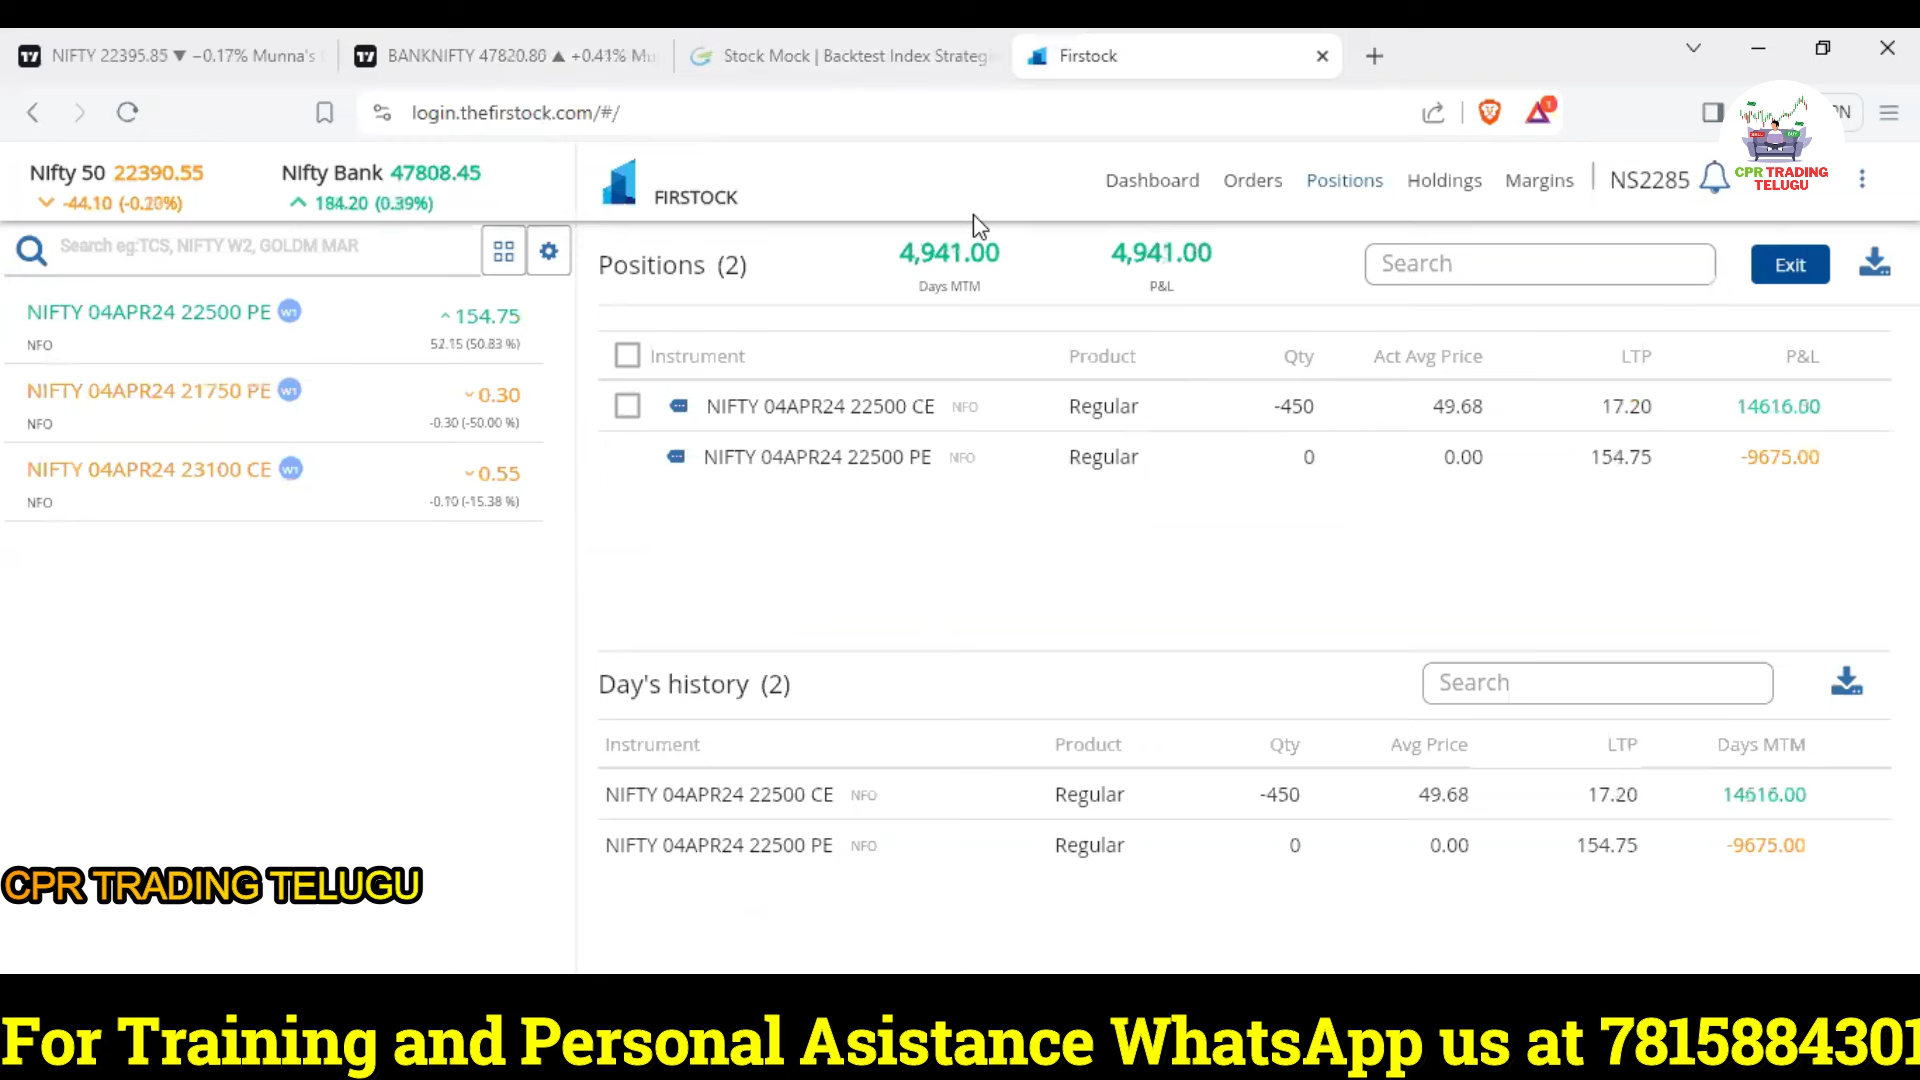 NIFTY 22395.85 ▼ −0.17% Munna's
BANKNIFTY 47820.80 ▲ +0.41% Mu
Stock Mock | Backtest Index Strateg
Firstock
login.thefirstock.com/#/
1
NIfty 50 22390.55
-44.10 (-0.20%)
NIfty Bank 47808.45
184.20 (0.39%)
FIRSTOCK
Dashboard Orders Positions Holdings Margins NS2285
CPR TRADING
TELUGU
Search eg:TCS, NIFTY W2, GOLDM MAR
NIFTY 04APR24 22500 PE W1 154.75
NFO 52.15 (50.83 %)
NIFTY 04APR24 21750 PE W1 0.30
NFO -0.30 (-50.00 %)
NIFTY 04APR24 23100 CE W1 0.55
NFO -0.10 (-15.38 %)
Positions (2)
4,941.00
Days MTM
4,941.00
P&L
Search
Exit
Instrument Product Qty Act Avg Price LTP P&L
NIFTY 04APR24 22500 CE NFO Regular -450 49.68 17.20 14616.00
NIFTY 04APR24 22500 PE NFO Regular 0 0.00 154.75 -9675.00
Day's history (2)
Search
Instrument Product Qty Avg Price LTP Days MTM
NIFTY 04APR24 22500 CE NFO Regular -450 49.68 17.20 14616.00
NIFTY 04APR24 22500 PE NFO Regular 0 0.00 154.75 -9675.00
CPR TRADING TELUGU
For Training and Personal Asistance WhatsApp us at 7815884301